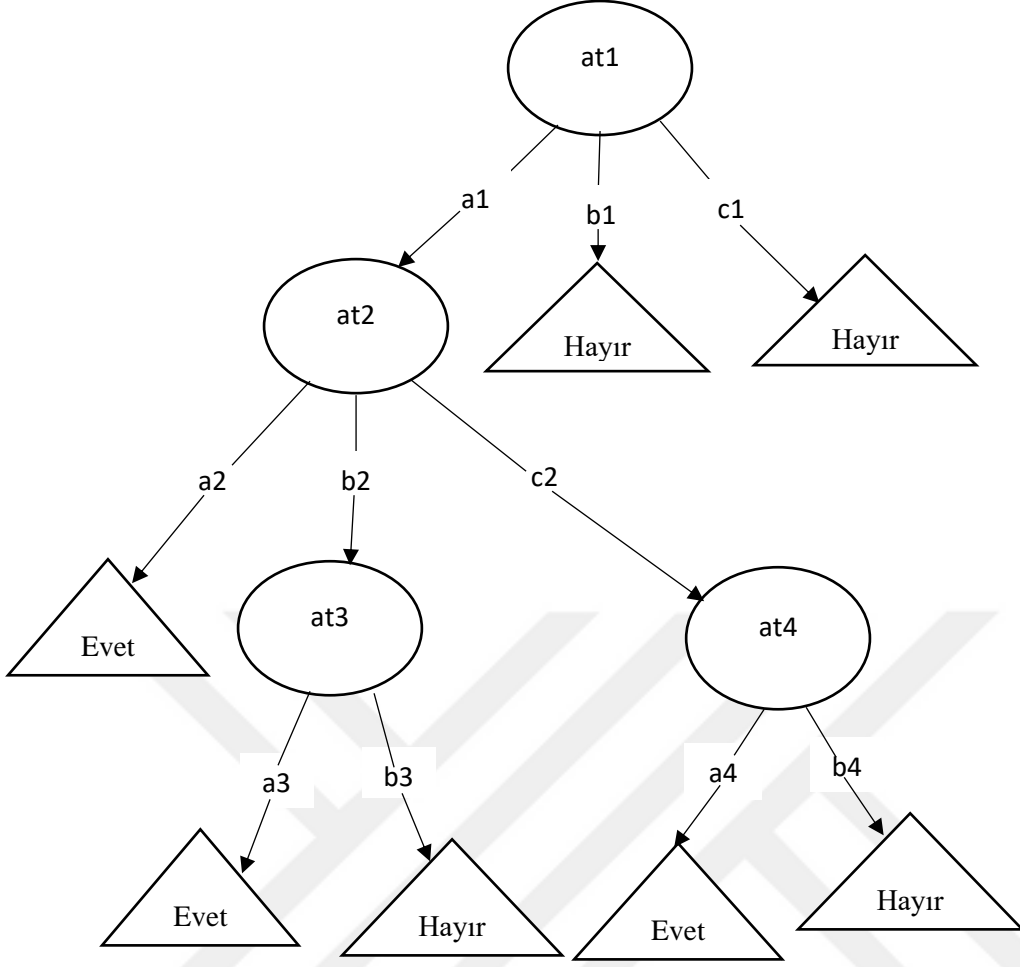 at1
a1
b1
c1
at2
Hayır
Hayır
a2
b2
c2
Evet
at3
at4
a3
b3
a4
b4
Evet
Hayır
Evet
Hayır